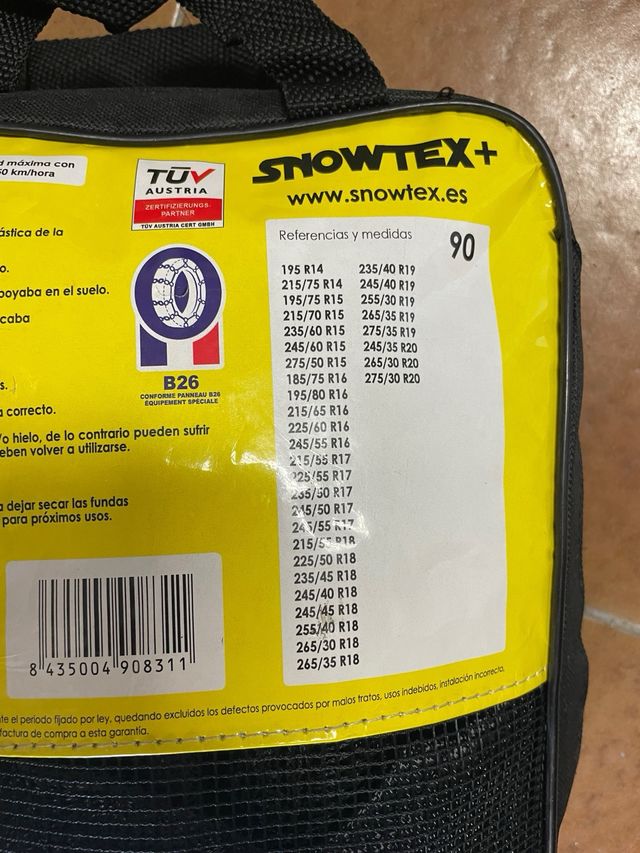 d máxima con
50 km/hora
TÜV
AUSTRIA
ZERTIFIZIERUNGS-
PARTNER
TÜV AUSTRIA CERT GMBH
SNOWTEX+
www.snowtex.es
ástica de la
o.
poyaba en el suelo.
caba
s.
a correcto.
/o hielo, de lo contrario pueden sufrir
eben volver a utilizarse.
a dejar secar las fundas
para próximos usos.
B26
CONFORME PANNEAU B26
ÉQUIPEMENT SPÉCIALE
Referencias y medidas
90
195 R14 235/40 R19
215/75 R14 245/40 R19
195/75 R15 255/30 R19
215/70 R15 265/35 R19
235/60 R15 275/35 R19
245/60 R15 245/35 R20
275/50 R15 265/30 R20
185/75 R16 275/30 R20
195/80 R16
215/65 R16
225/60 R16
245/55 R16
215/55 R17
225/55 R17
235/50 R17
245/50 R17
245/55 R17
215/55 R18
225/50 R18
235/45 R18
245/40 R18
245/45 R18
255/40 R18
265/30 R18
265/35 R18
8 435004 908311
nte el periodo fijado por ley, quedando excluidos los defectos provocados por malos tratos, usos indebidos, instalación incorrecta,
factura de compra a esta garantía.